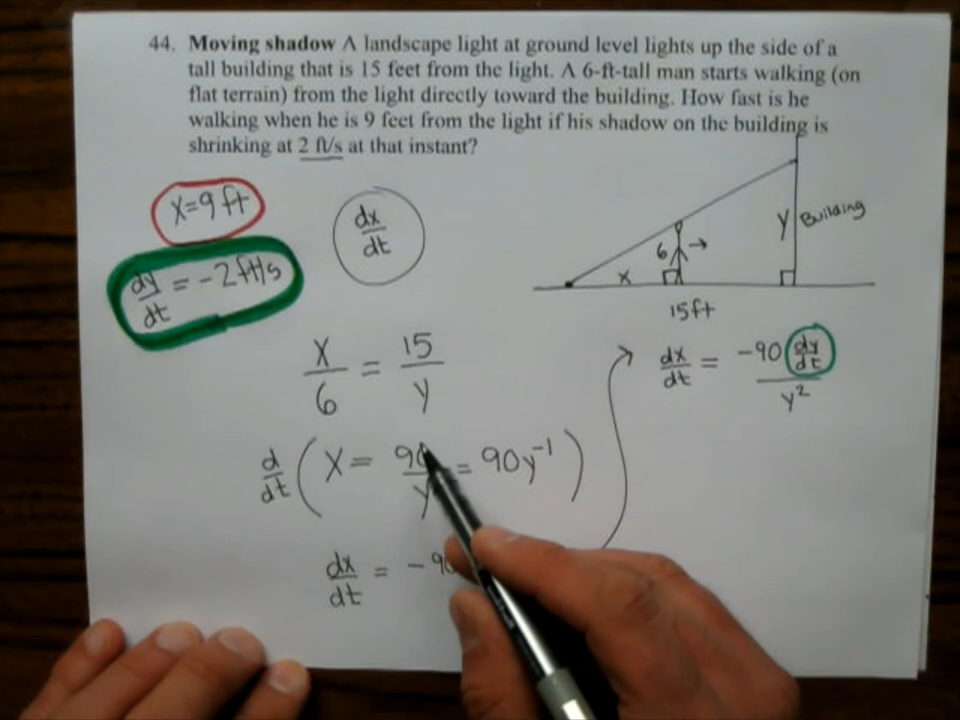 44. Moving shadow A landscape light at ground level lights up the side of a
tall building that is 15 feet from the light. A 6-ft-tall man starts walking (on
flat terrain) from the light directly toward the building. How fast is he
walking when he is 9 feet from the light if his shadow on the building is
shrinking at 2 ft/s at that instant?
x=9 ft
dx/dt
dy/dt = -2 ft/s
6
x
y Building
15ft
x/6 = 15/y
d/dt ( x = 90/y = 90y⁻¹ )
dx/dt = -90
dx/dt = -90 dy/dt / y²